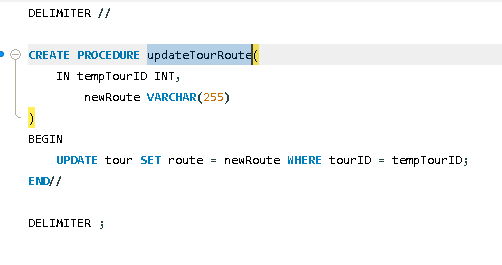 DELIMITER //
CREATE PROCEDURE updateTourRoute(
IN tempTourID INT,
newRoute VARCHAR(255)
)
BEGIN
UPDATE tour SET route = newRoute WHERE tourID = tempTourID;
END//
DELIMITER ;